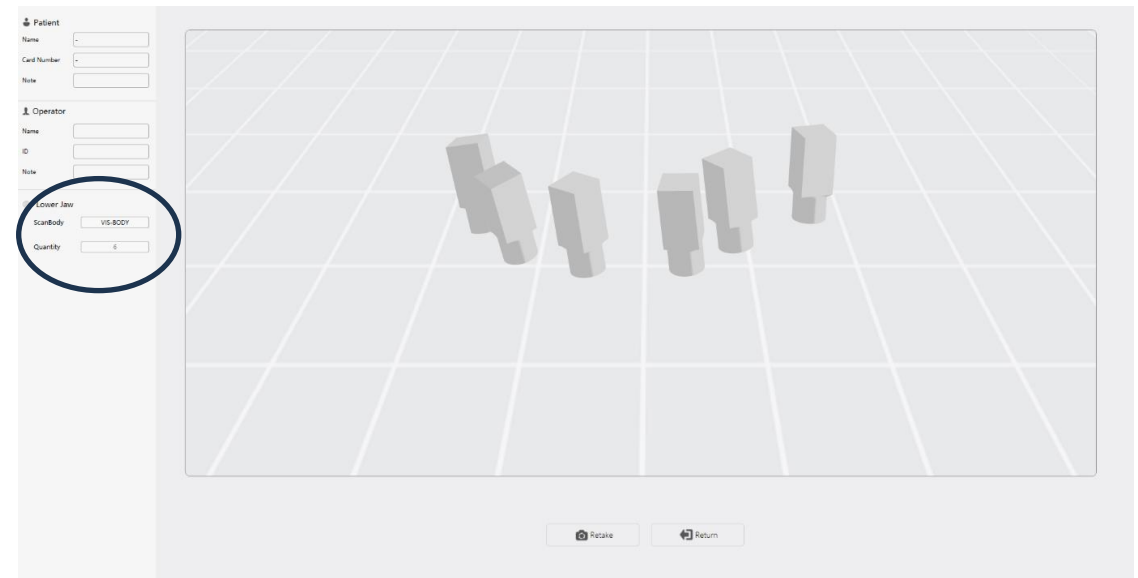 Patient
Name -
Card Number -
Note
Operator
Name
ID
Note
Lower Jaw
ScanBody VIS-BODY
Quantity 6
Retake
Return